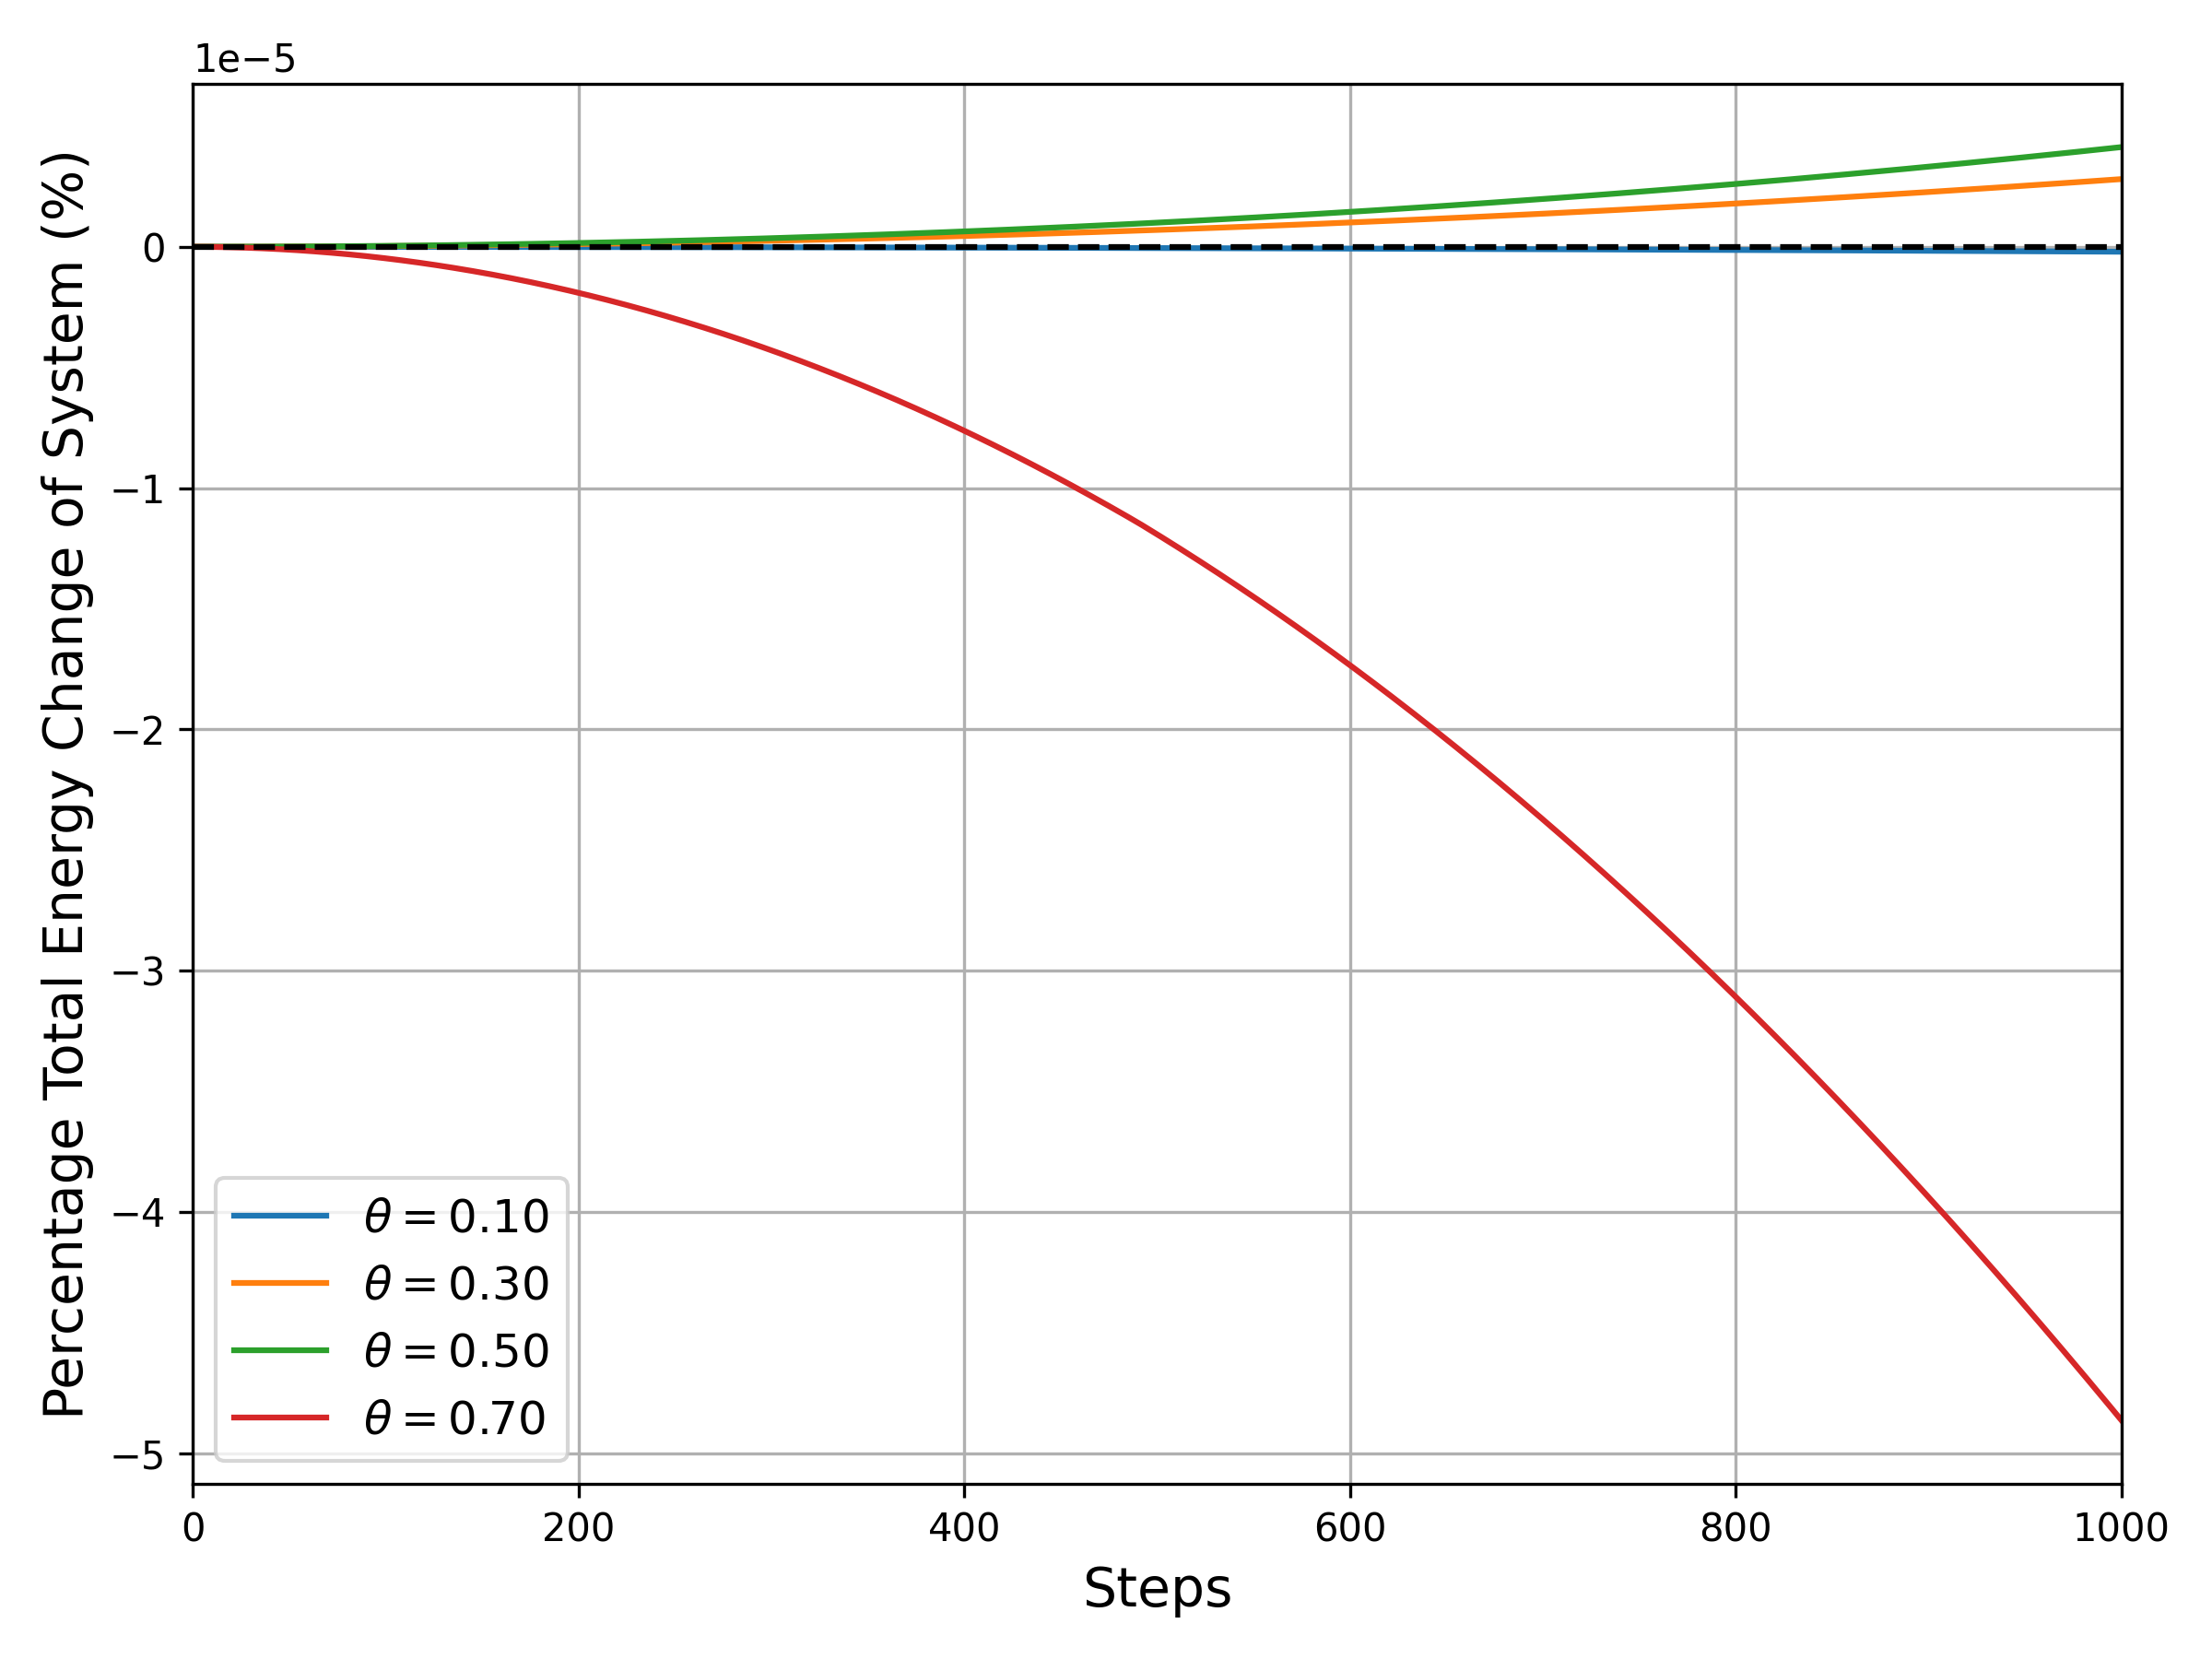 1e−5
Percentage Total Energy Change of System (%)
0
−1
−2
−3
−4
−5
θ = 0.10
θ = 0.30
θ = 0.50
θ = 0.70
0 200 400 600 800 1000
Steps